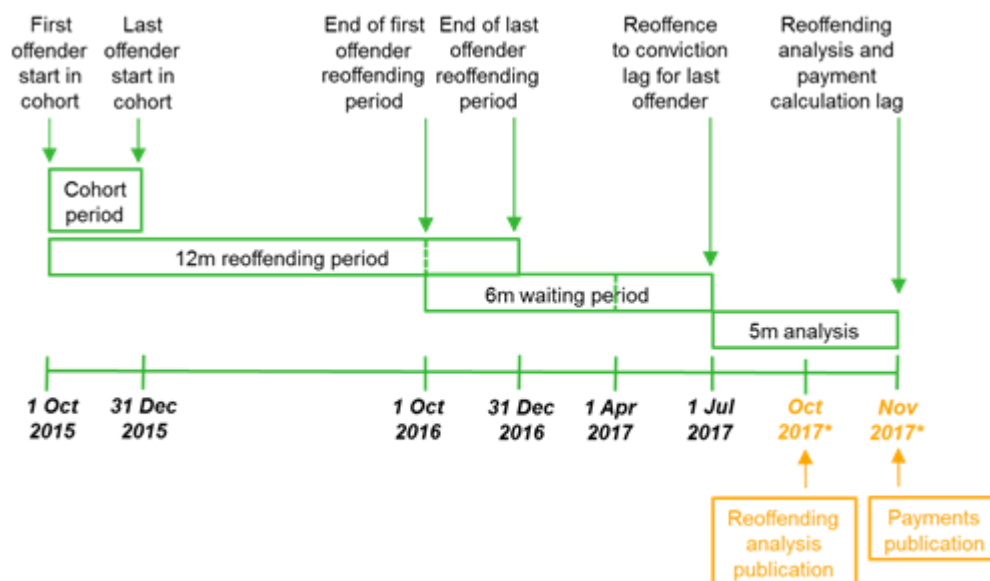 First
offender
start in
cohort
Last
offender
start in
cohort
End of first
offender
reoffending
period
End of last
offender
reoffending
period
Reoffence
to conviction
lag for last
offender
Reoffending
analysis and
payment
calculation lag
Cohort
period
12m reoffending period
6m waiting period
5m analysis
1 Oct
2015
31 Dec
2015
1 Oct
2016
31 Dec
2016
1 Apr
2017
1 Jul
2017
Oct
2017*
Nov
2017*
Reoffending
analysis
publication
Payments
publication